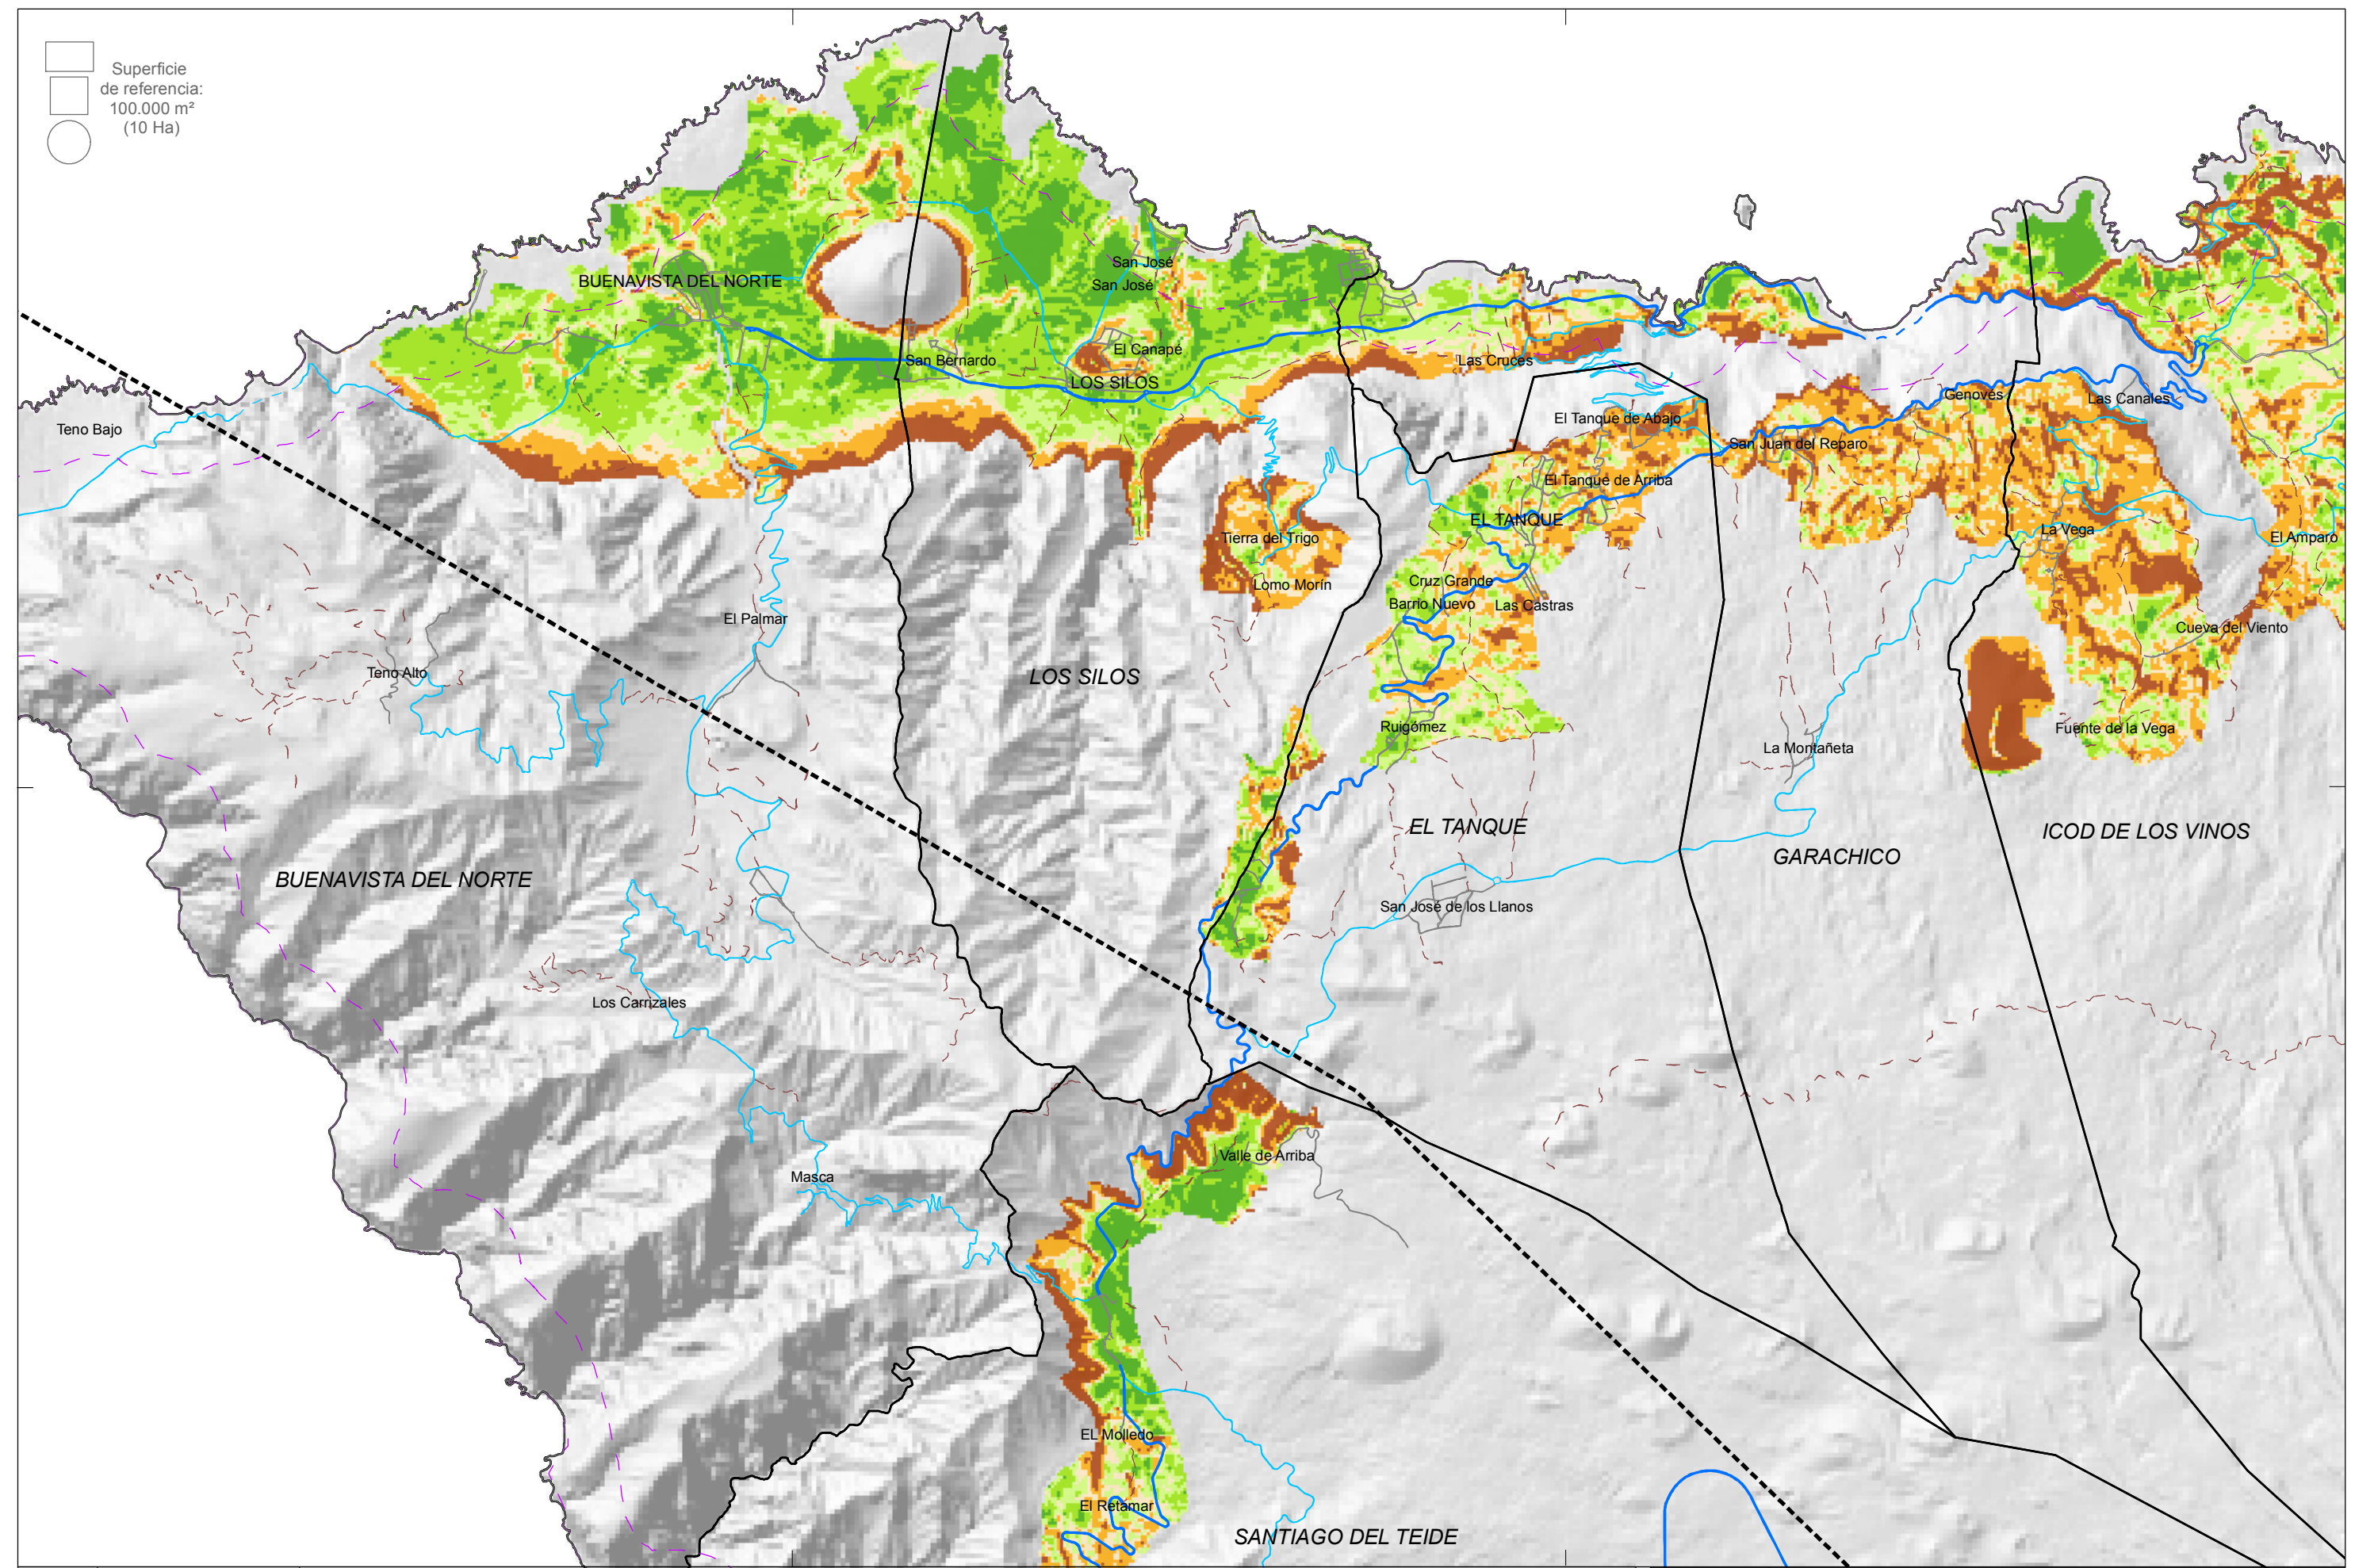 Superficie
de referencia:
100.000 m²
(10 Ha)
BUENAVISTA DEL NORTE
San José
San José
El Canapé
San Bernardo
LOS SILOS
Las Cruces
Genovés
Las Canales
El Tanque de Abajo
Teno Bajo
San Juan del Reparo
El Tanque de Arriba
EL TANQUE
La Vega
Tierra del Trigo
El Amparo
Cruz Grande
Lomo Morín
Barrio Nuevo
Las Castras
El Palmar
Cueva del Viento
Teno Alto
LOS SILOS
Ruigómez
Fuente de la Vega
La Montañeta
EL TANQUE
ICOD DE LOS VINOS
GARACHICO
BUENAVISTA DEL NORTE
San José de los Llanos
Los Carrizales
Valle de Arriba
Masca
EL Molledo
El Retamar
SANTIAGO DEL TEIDE